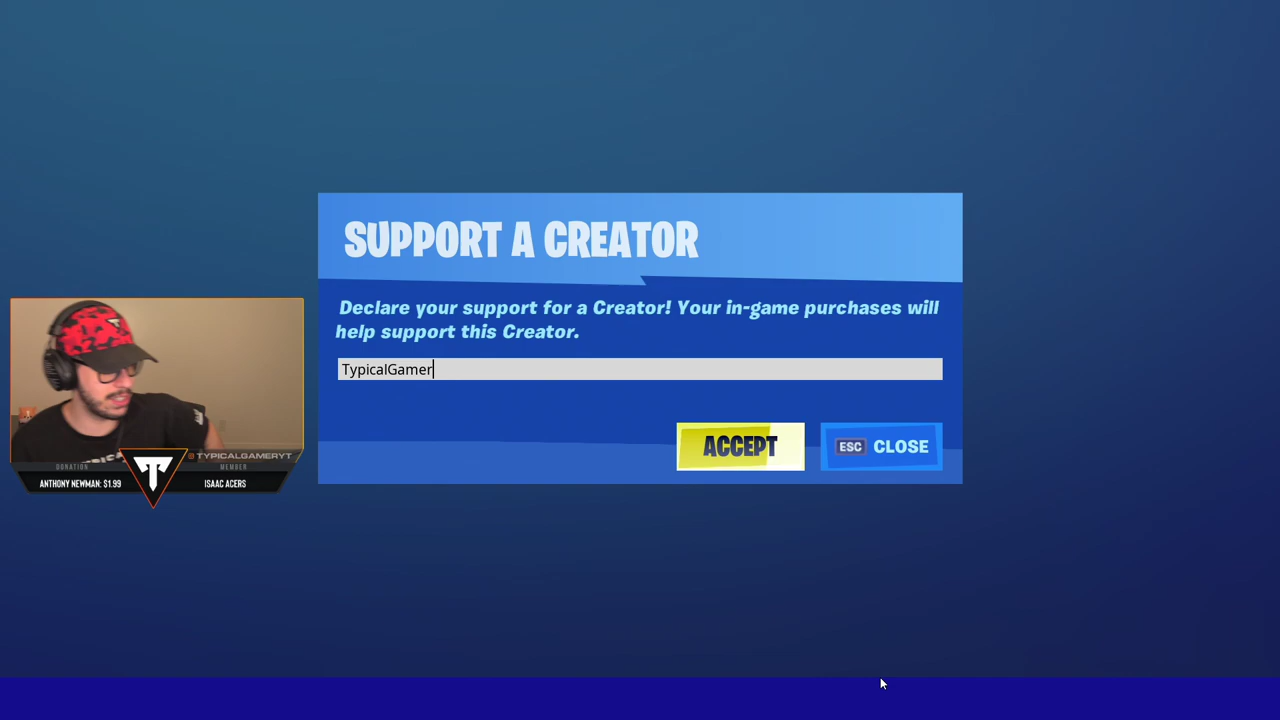 SUPPORT A CREATOR
Declare your support for a Creator! Your in-game purchases will
help support this Creator.
TypicalGamer
ACCEPT
ESC CLOSE
TYPICALGAMERYT
DONATION
MEMBER
ANTHONY NEWMAN: $1.99
ISAAC ACERS